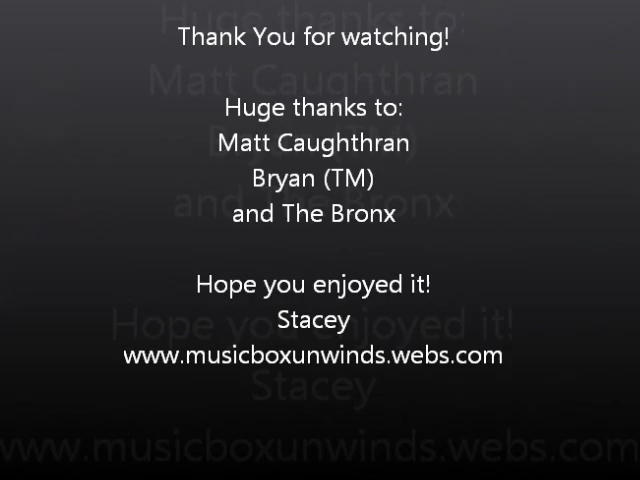 Thank You for watching!
Huge thanks to:
Matt Caughthran
Bryan (TM)
and The Bronx
Hope you enjoyed it!
Stacey
www.musicboxunwinds.webs.com